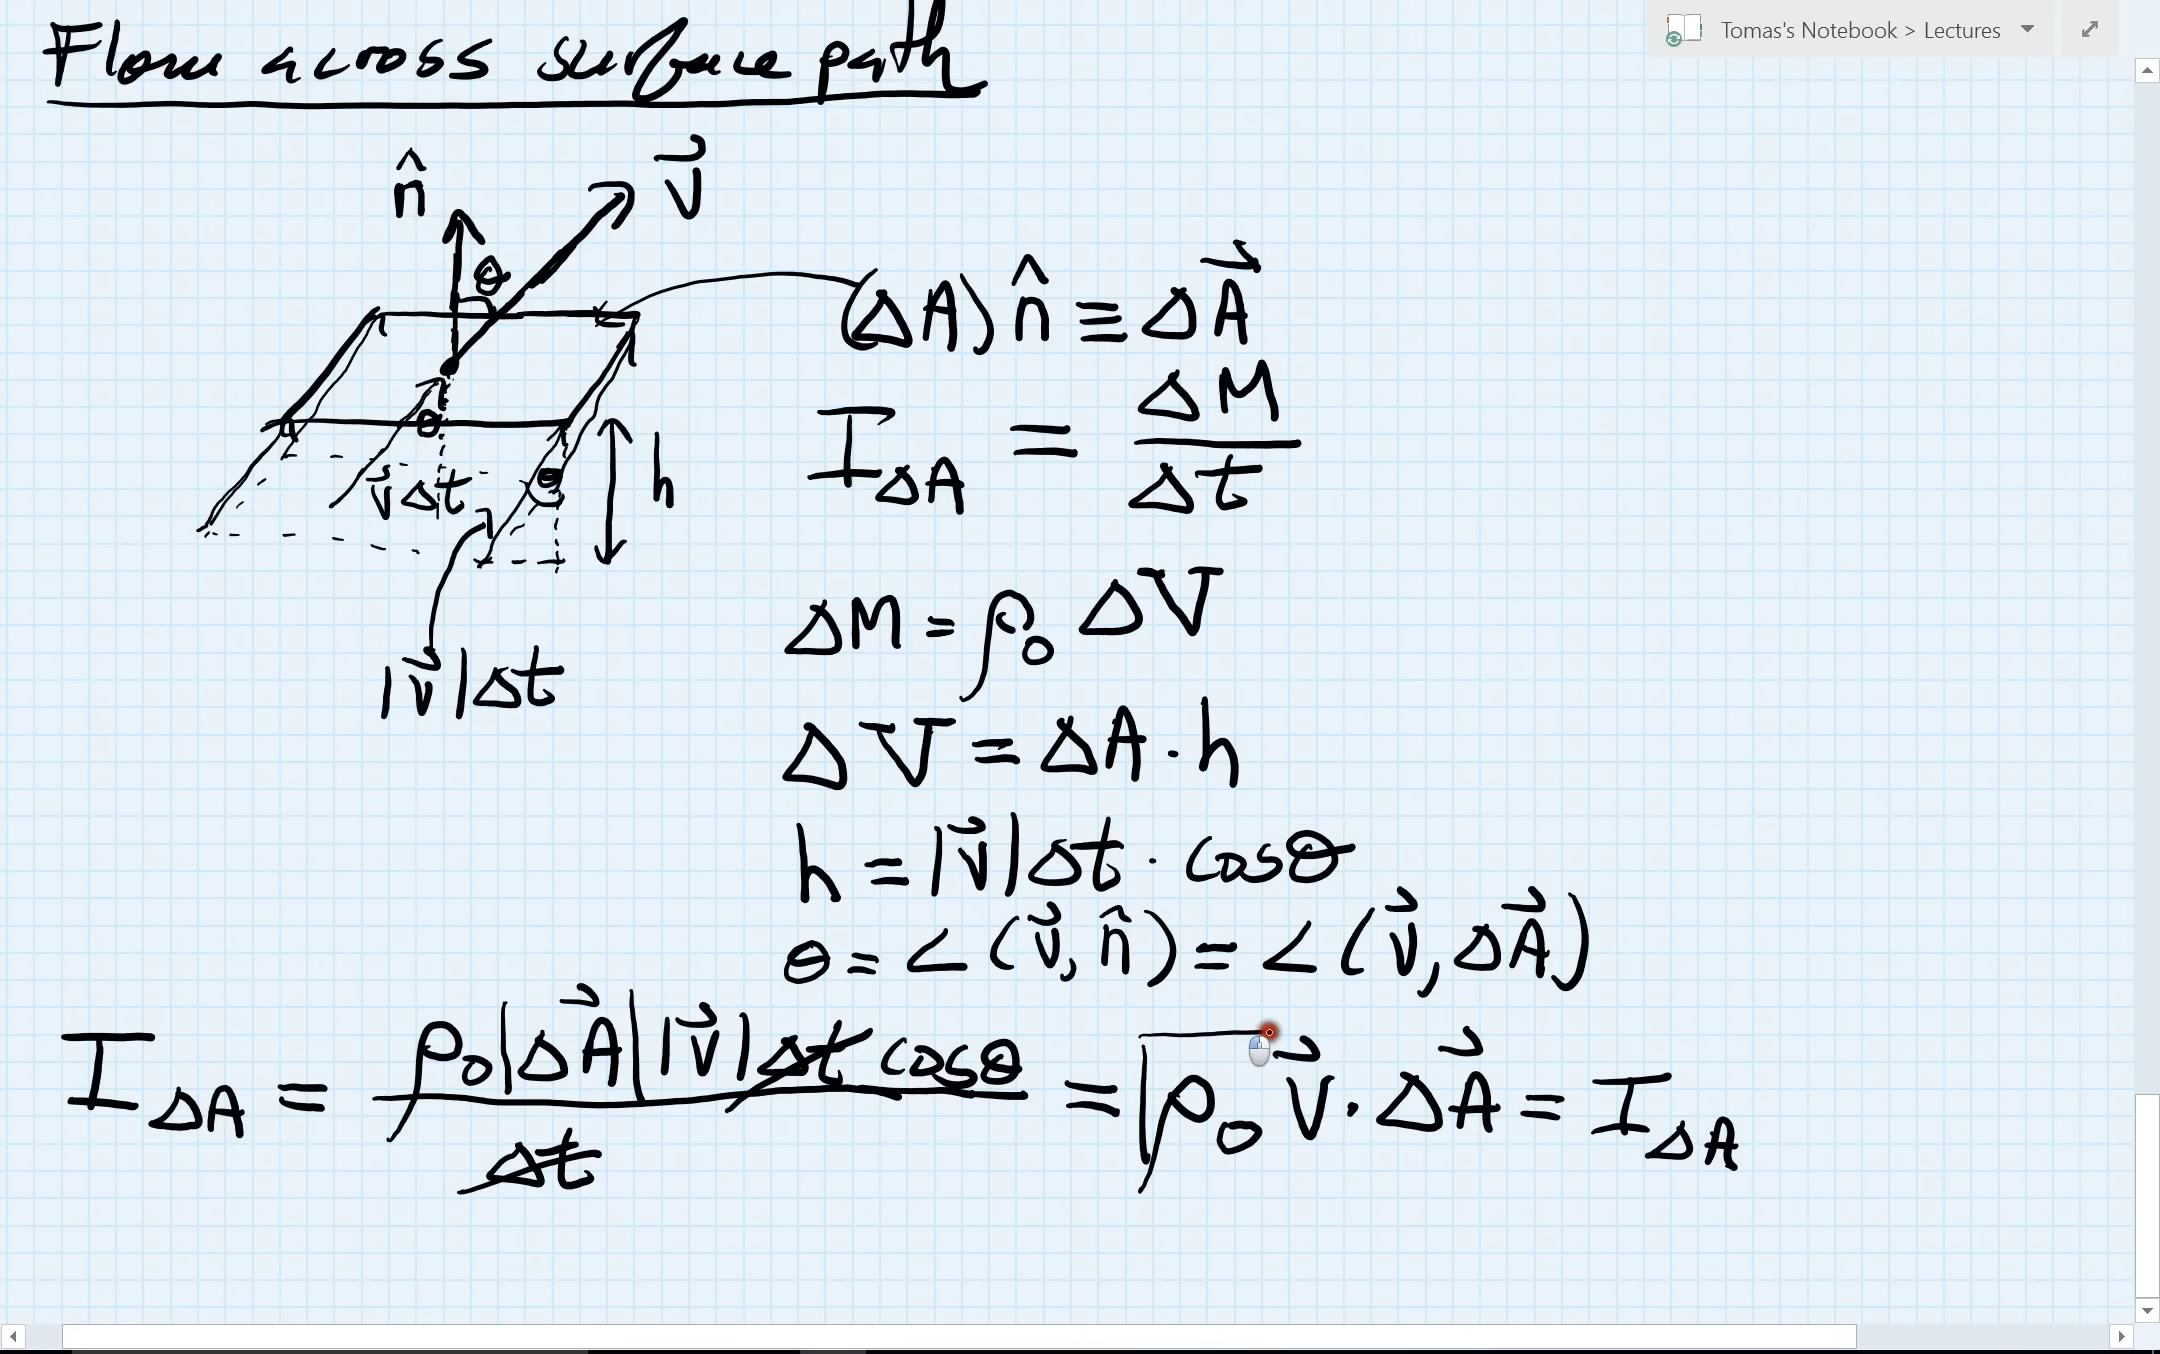 Flow across surface path
Tomas's Notebook > Lectures
n̂
v⃗
θ
(ΔA) n̂ ≡ ΔA⃗
I_ΔA = ΔM / Δt
θ
v⃗Δt
θ
h
|v⃗|Δt
ΔM = ρ₀ ΔV
ΔV = ΔA · h
h = |v⃗|Δt · cosθ
θ = ∠(v⃗, n̂) = ∠(v⃗, ΔA⃗)
I_ΔA = ρ₀|ΔA⃗||v⃗|Δt cosθ / Δt = ρ₀ v⃗ · ΔA⃗ = I_ΔA